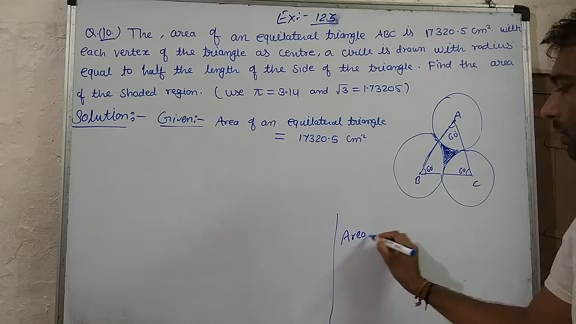 Ex:- 12.3
Q.(10.) The, area of an equilateral triangle ABC is 17320.5 cm² with
each vertex of the triangle as centre, a circle is drawn with radius
equal to half the length of the side of the triangle. Find the area
of the shaded region. (use π = 3.14 and √3 = 1.73205)
Solution:- Given:- Area of an equilateral triangle
= 17320.5 cm²
A
60
B 60 60 C
Area